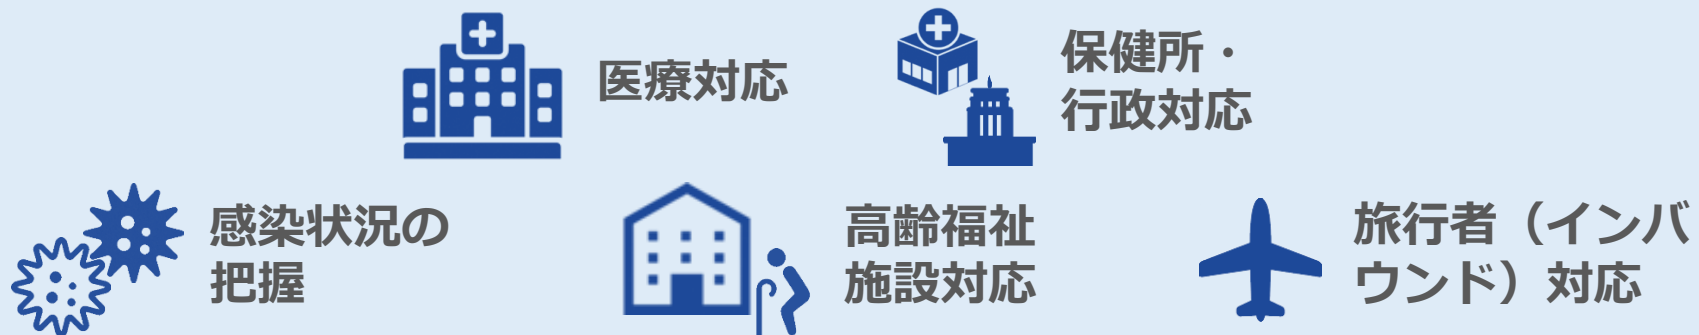 医療対応
保健所・
行政対応
感染状況の
把握
高齢福祉
施設対応
旅行者（インバ
ウンド）対応